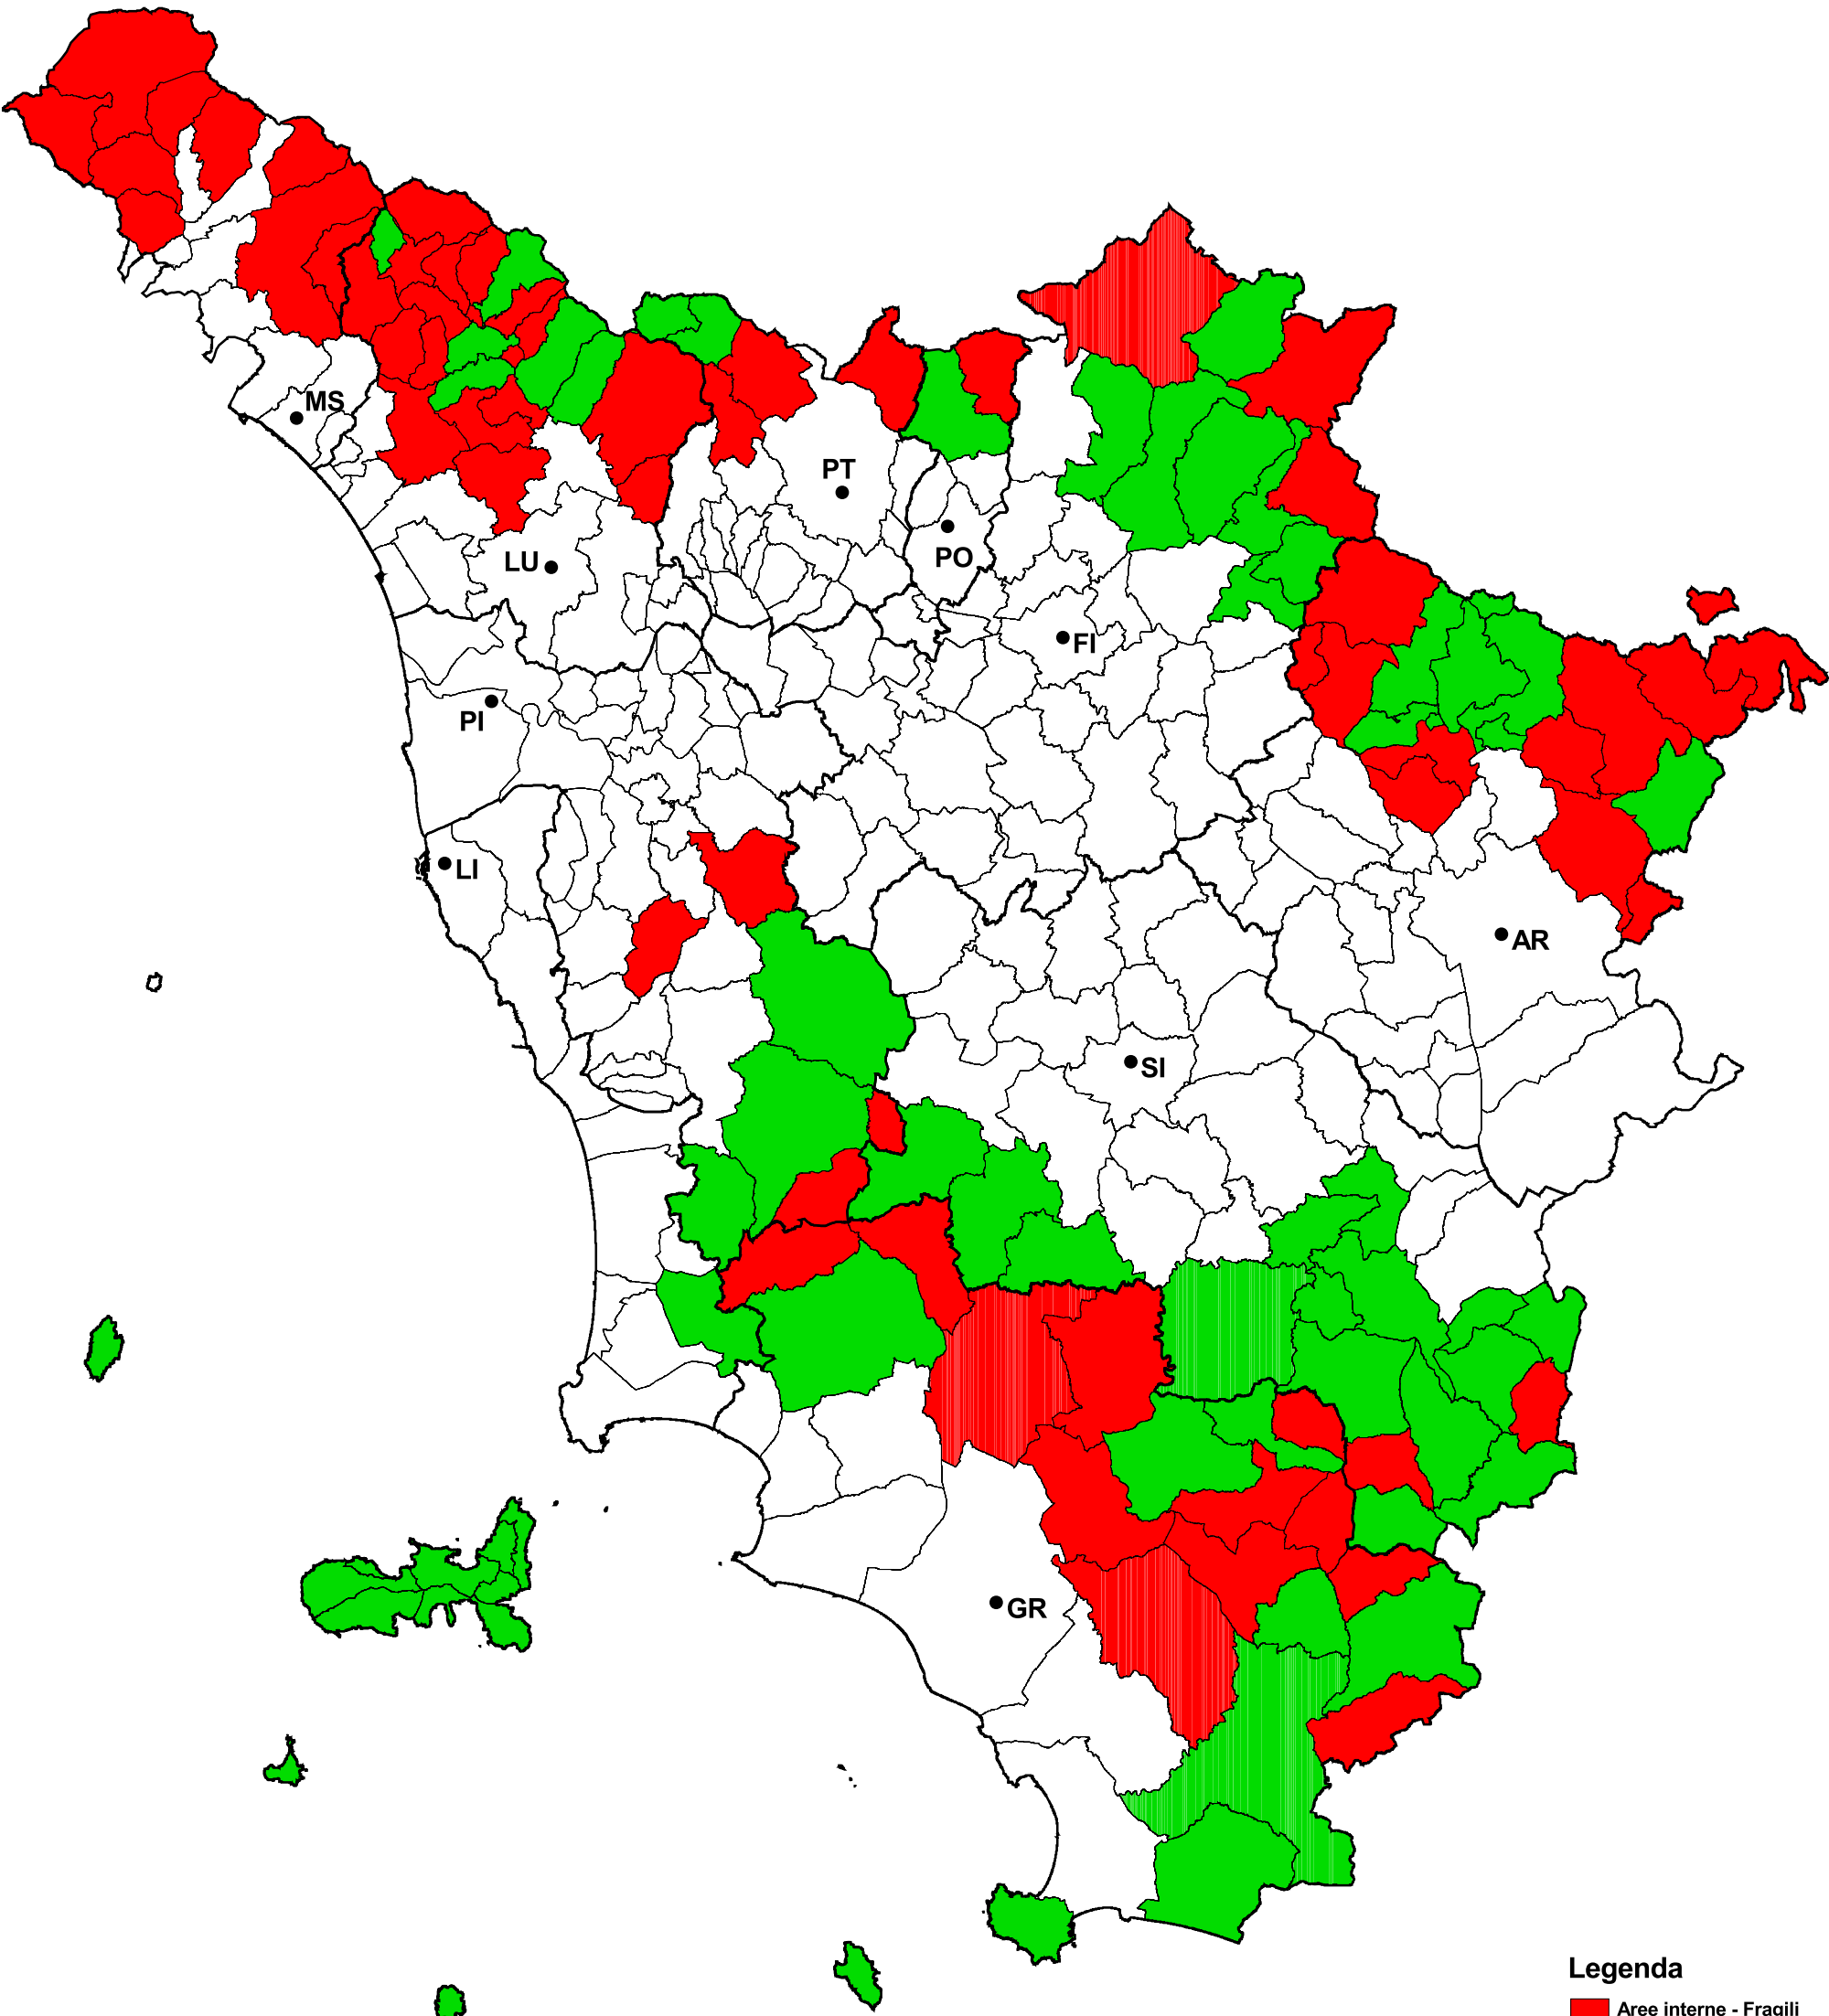 MS
PT
PO
LU
FI
PI
LI
AR
SI
GR
Legenda
Aree interne - Fragili